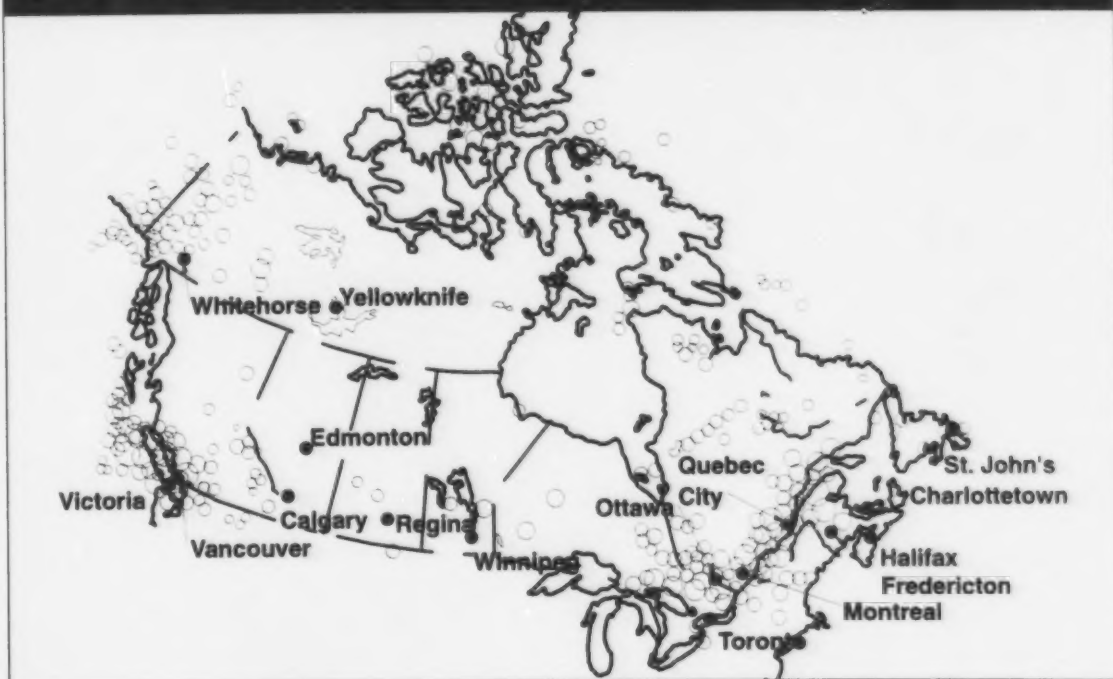 Whitehorse
Yellowknife
Edmonton
Quebec
City
St. John's
Victoria
Calgary
Regina
Ottawa
Charlottetown
Vancouver
Winnipeg
Halifax
Fredericton
Montreal
Toronto